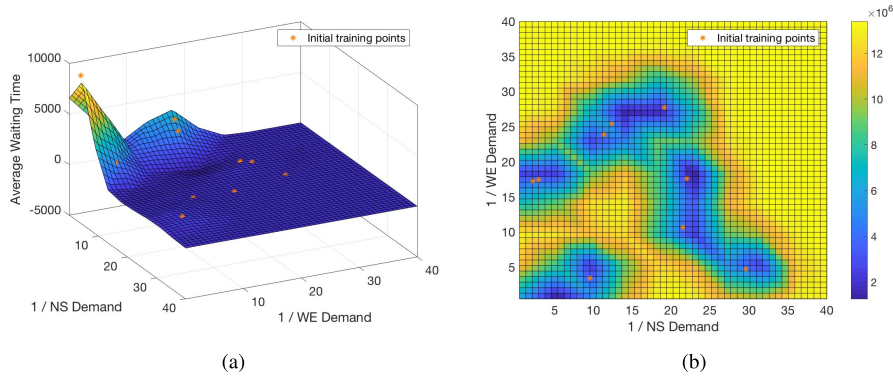 Initial training points
10000
5000
0
-5000
Average Waiting Time
10
20
30
40
1 / NS Demand
10
20
30
40
1 / WE Demand
(a)
Initial training points
40
35
30
25
20
15
10
5
1 / WE Demand
5 10 15 20 25 30 35 40
1 / NS Demand
×10⁶
12
10
8
6
4
2
(b)